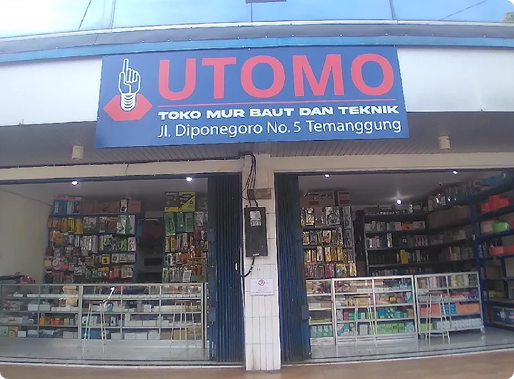 UTOMO
TOKO MUR BAUT DAN TEKNIK
Jl. Diponegoro No. 5 Temanggung